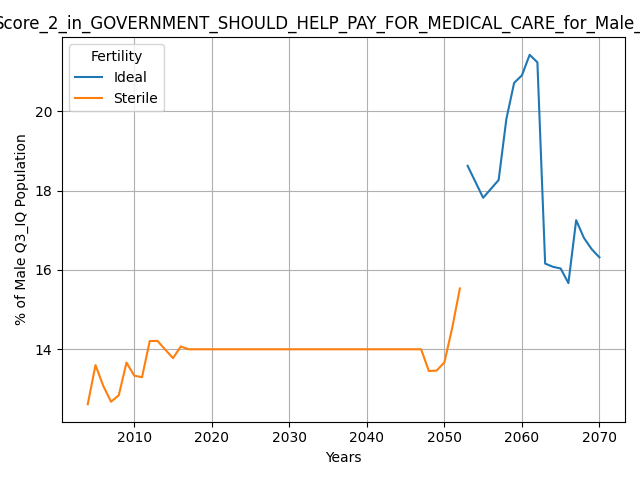 Score_2_in_GOVERNMENT_SHOULD_HELP_PAY_FOR_MEDICAL_CARE_for_Male_
Fertility
Ideal
Sterile
% of Male Q3_IQ Population
20
18
16
14
2010 2020 2030 2040 2050 2060 2070
Years